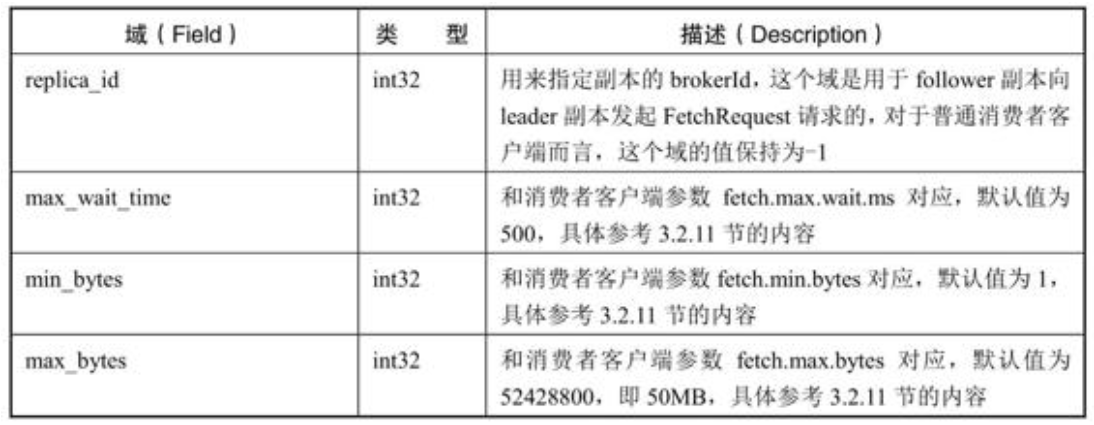 域（Field） 类 型 描述（Description）
replica_id int32 用来指定副本的 brokerId，这个域是用于 follower 副本向
leader 副本发起 FetchRequest 请求的，对于普通消费者客
户端而言，这个域的值保持为-1
max_wait_time int32 和消费者客户端参数 fetch.max.wait.ms 对应，默认值为
500，具体参考 3.2.11 节的内容
min_bytes int32 和消费者客户端参数 fetch.min.bytes 对应，默认值为 1，
具体参考 3.2.11 节的内容
max_bytes int32 和消费者客户端参数 fetch.max.bytes 对应，默认值为
52428800，即 50MB，具体参考 3.2.11 节的内容